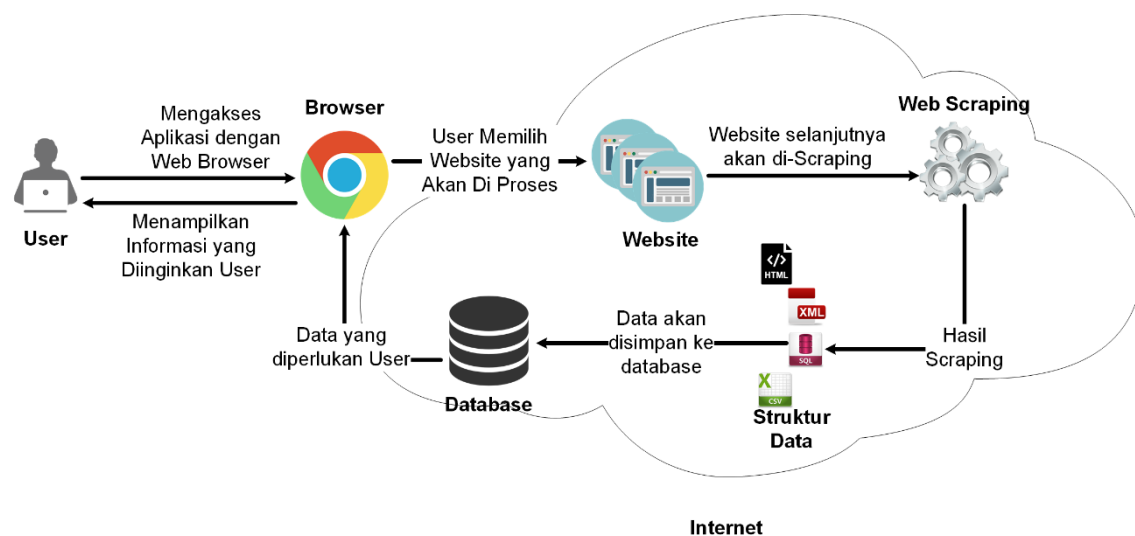 Mengakses
Aplikasi dengan
Web Browser
Browser
User Memilih
Website yang
Akan Di Proses
Website selanjutnya
akan di-Scraping
Web Scraping
User
Menampilkan
Informasi yang
Diinginkan User
Website
HTML
XML
SQL
CSV
Struktur
Data
Hasil
Scraping
Data akan
disimpan ke
database
Database
Data yang
diperlukan User
Internet